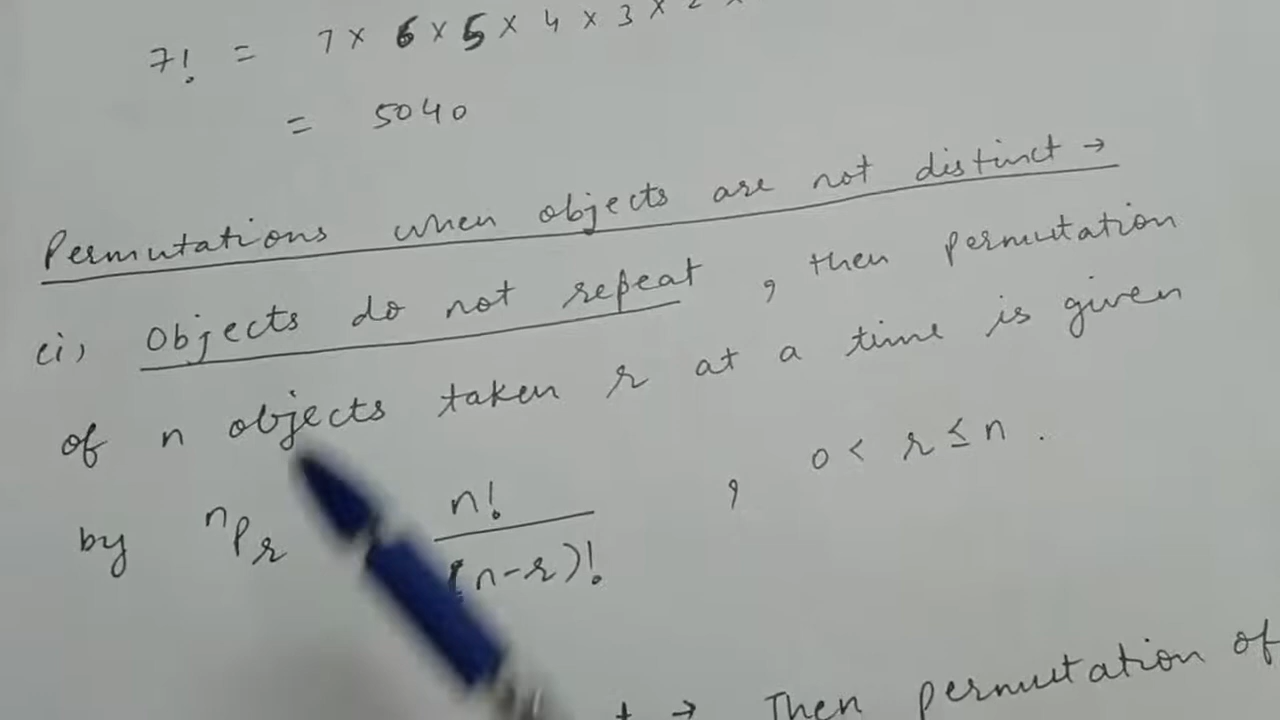 7! = 7 × 6 × 5 × 4 × 3 × 2 ×
= 5040
Permutations when objects are not distinct →
(i) Objects do not repeat, then permutation
of n objects taken r at a time is given
by ⁿPᵣ n!/(n-r)! , 0 < r ≤ n .
→ Then permutation of